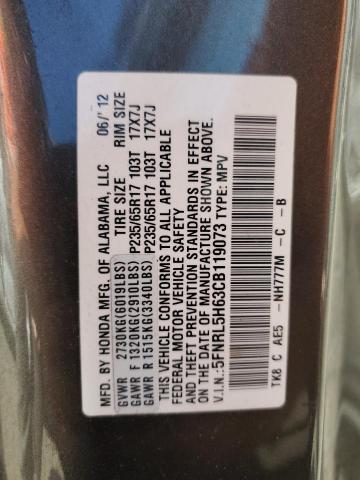 MFD. BY HONDA MFG. OF ALABAMA, LLC 06/'12
GVWR 2730KG(6019LBS) TIRE SIZE RIM SIZE
GAWR F 1320KG(2910LBS) P235/65R17 103T 17X7J
GAWR R 1515KG(3340LBS) P235/65R17 103T 17X7J
THIS VEHICLE CONFORMS TO ALL APPLICABLE
FEDERAL MOTOR VEHICLE SAFETY
AND THEFT PREVENTION STANDARDS IN EFFECT
ON THE DATE OF MANUFACTURE SHOWN ABOVE.
V.I.N.:5FNRL5H63CB119073 TYPE: MPV
TK8 C AE5 -NH777M -C -B